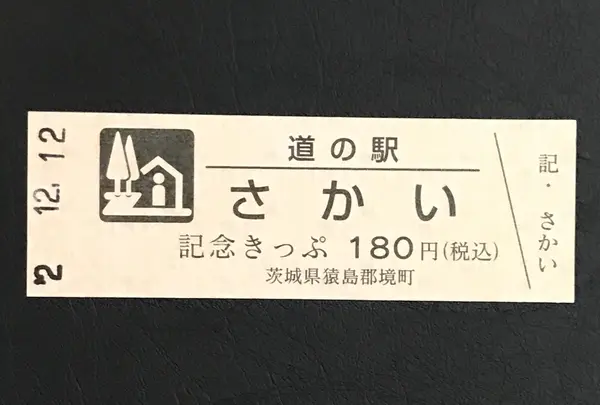 2.12.12
道の駅
さかい
記念きっぷ 180円(税込)
茨城県猿島郡境町
記・さかい